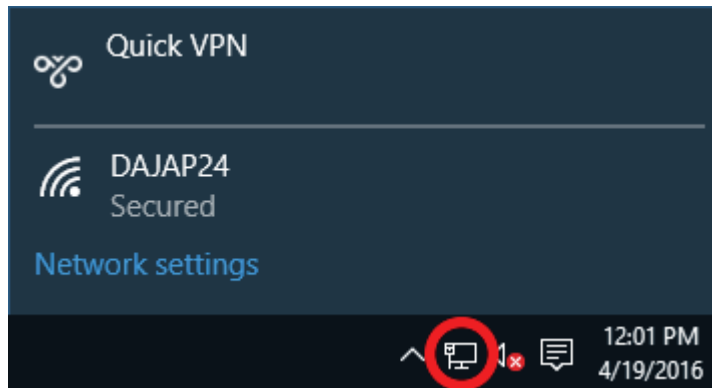 Quick VPN
DAJAP24
Secured
Network settings
12:01 PM
4/19/2016